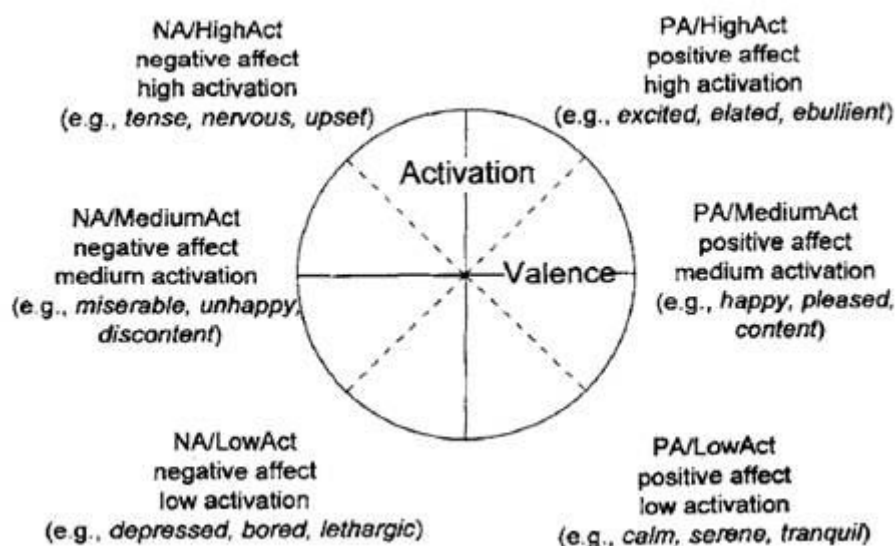 NA/HighAct
negative affect
high activation
(e.g., tense, nervous, upset)
PA/HighAct
positive affect
high activation
(e.g., excited, elated, ebullient)
Activation
NA/MediumAct
negative affect
medium activation
(e.g., miserable, unhappy,
discontent)
Valence
PA/MediumAct
positive affect
medium activation
(e.g., happy, pleased,
content)
NA/LowAct
negative affect
low activation
(e.g., depressed, bored, lethargic)
PA/LowAct
positive affect
low activation
(e.g., calm, serene, tranquil)